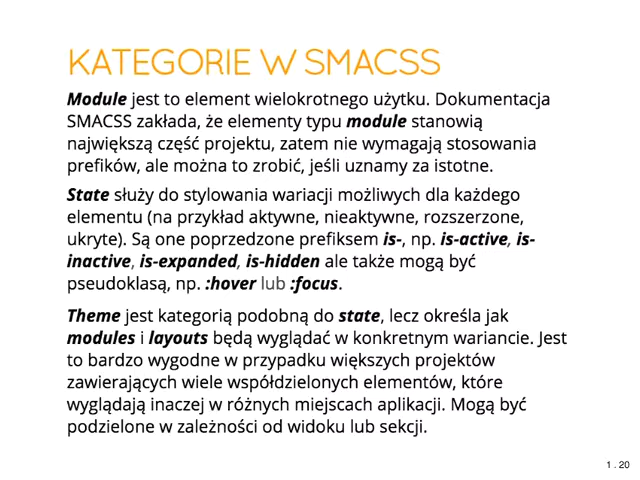 KATEGORIE W SMACSS
Module jest to element wielokrotnego użytku. Dokumentacja
SMACSS zakłada, że elementy typu module stanowią
największą część projektu, zatem nie wymagają stosowania
prefików, ale można to zrobić, jeśli uznamy za istotne.
State służy do stylowania wariacji możliwych dla każdego
elementu (na przykład aktywne, nieaktywne, rozszerzone,
ukryte). Są one poprzedzone prefiksem is-, np. is-active, is-
inactive, is-expanded, is-hidden ale także mogą być
pseudoklasą, np. :hover lub :focus.
Theme jest kategorią podobną do state, lecz określa jak
modules i layouts będą wyglądać w konkretnym wariancie. Jest
to bardzo wygodne w przypadku większych projektów
zawierających wiele współdzielonych elementów, które
wyglądają inaczej w różnych miejscach aplikacji. Mogą być
podzielone w zależności od widoku lub sekcji.
1 . 20